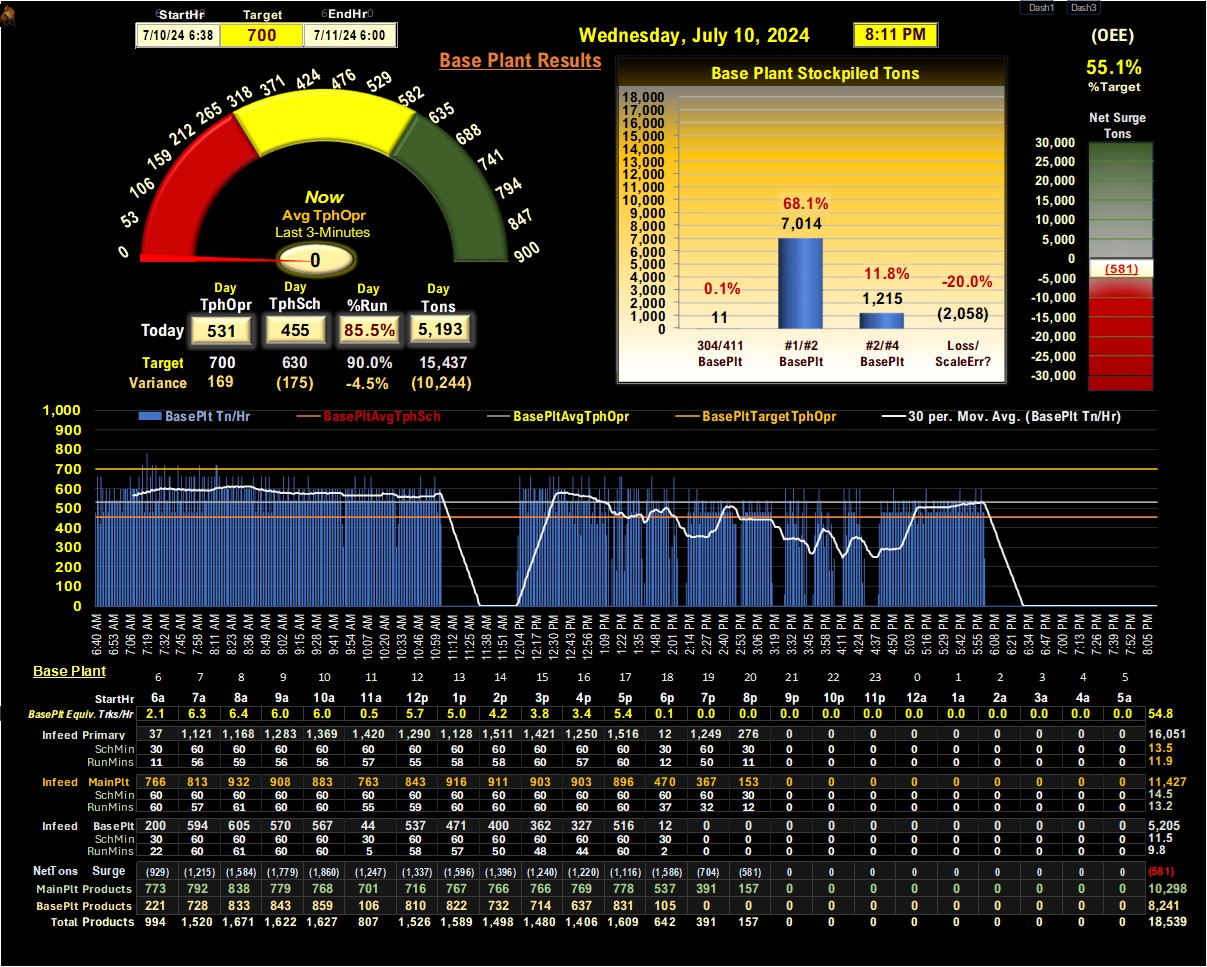 Dash1 Dash3
StartHr Target EndHr
7/10/24 6:38 700 7/11/24 6:00
Wednesday, July 10, 2024 8:11 PM
Base Plant Results
(OEE)
55.1%
%Target
0 53 106 159 212 265 318 371 424 476 529 582 635 688 741 794 847 900
Now
Avg TphOpr
Last 3-Minutes
0
Day Day Day Day
TphOpr TphSch %Run Tons
Today 531 455 85.5% 5,193
Target 700 630 90.0% 15,437
Variance 169 (175) -4.5% (10,244)
Base Plant Stockpiled Tons
18,000
17,000
16,000
15,000
14,000
13,000
12,000
11,000
10,000
9,000
8,000
7,000
6,000
5,000
4,000
3,000
2,000
1,000
0
0.1% 68.1% 11.8% -20.0%
11 7,014 1,215 (2,058)
304/411 #1/#2 #2/#4 Loss/
BasePlt BasePlt BasePlt ScaleErr?
Net Surge
Tons
30,000
25,000
20,000
15,000
10,000
5,000
0
-5,000
-10,000
-15,000
-20,000
-25,000
-30,000
(581)
BasePlt Tn/Hr BasePltAvgTphSch BasePltAvgTphOpr BasePltTargetTphOpr 30 per. Mov. Avg. (BasePlt Tn/Hr)
1,000
900
800
700
600
500
400
300
200
100
0
6:40 AM 6:53 AM 7:06 AM 7:19 AM 7:32 AM 7:45 AM 7:58 AM 8:11 AM 8:23 AM 8:36 AM 8:49 AM 9:02 AM 9:15 AM 9:28 AM 9:41 AM 9:54 AM 10:07 AM 10:20 AM 10:33 AM 10:46 AM 10:59 AM 11:12 AM 11:25 AM 11:38 AM 11:51 AM 12:04 PM 12:17 PM 12:30 PM 12:43 PM 12:56 PM 1:09 PM 1:22 PM 1:35 PM 1:48 PM 2:01 PM 2:14 PM 2:27 PM 2:40 PM 2:53 PM 3:06 PM 3:19 PM 3:32 PM 3:45 PM 3:58 PM 4:11 PM 4:24 PM 4:37 PM 4:50 PM 5:03 PM 5:16 PM 5:29 PM 5:42 PM 5:55 PM 6:08 PM 6:21 PM 6:34 PM 6:47 PM 7:00 PM 7:13 PM 7:26 PM 7:39 PM 7:52 PM 8:05 PM
Base Plant 6 7 8 9 10 11 12 13 14 15 16 17 18 19 20 21 22 23 0 1 2 3 4 5
StartHr 6a 7a 8a 9a 10a 11a 12p 1p 2p 3p 4p 5p 6p 7p 8p 9p 10p 11p 12a 1a 2a 3a 4a 5a
BasePlt Equiv. Trks/Hr 2.1 6.3 6.4 6.0 6.0 0.5 5.7 5.0 4.2 3.8 3.4 5.4 0.1 0.0 0.0 0.0 0.0 0.0 0.0 0.0 0.0 0.0 0.0 0.0 54.8
Infeed Primary 37 1,121 1,168 1,283 1,369 1,420 1,290 1,128 1,511 1,421 1,250 1,516 12 1,249 276 0 0 0 0 0 0 0 0 0 16,051
SchMin 30 60 60 60 60 60 60 60 60 60 60 60 30 60 30 0 0 0 0 0 0 0 0 0 13.5
RunMins 11 56 59 56 56 57 55 58 58 60 57 60 12 50 11 0 0 0 0 0 0 0 0 0 11.9
Infeed MainPlt 766 813 932 908 883 763 843 916 911 903 903 896 470 367 153 0 0 0 0 0 0 0 0 0 11,427
SchMin 60 60 60 60 60 60 60 60 60 60 60 60 60 60 30 0 0 0 0 0 0 0 0 0 14.5
RunMins 60 57 61 60 60 55 59 60 60 60 60 60 37 32 12 0 0 0 0 0 0 0 0 0 13.2
Infeed BasePlt 200 594 605 570 567 44 537 471 400 362 327 516 12 0 0 0 0 0 0 0 0 0 0 0 5,205
SchMin 30 60 60 60 60 30 60 60 60 60 60 60 30 0 0 0 0 0 0 0 0 0 0 0 11.5
RunMins 22 60 61 60 60 5 58 57 50 48 44 60 2 0 0 0 0 0 0 0 0 0 0 0 9.8
NetTons Surge (929) (1,215) (1,584) (1,779) (1,860) (1,247) (1,337) (1,596) (1,396) (1,240) (1,220) (1,116) (1,586) (704) (581) 0 0 0 0 0 0 0 0 0 (581)
MainPlt Products 773 792 838 779 768 701 716 767 766 766 769 778 537 391 157 0 0 0 0 0 0 0 0 0 10,298
BasePlt Products 221 728 833 843 859 106 810 822 732 714 637 831 105 0 0 0 0 0 0 0 0 0 0 0 8,241
Total Products 994 1,520 1,671 1,622 1,627 807 1,526 1,589 1,498 1,480 1,406 1,609 642 391 157 0 0 0 0 0 0 0 0 0 18,539